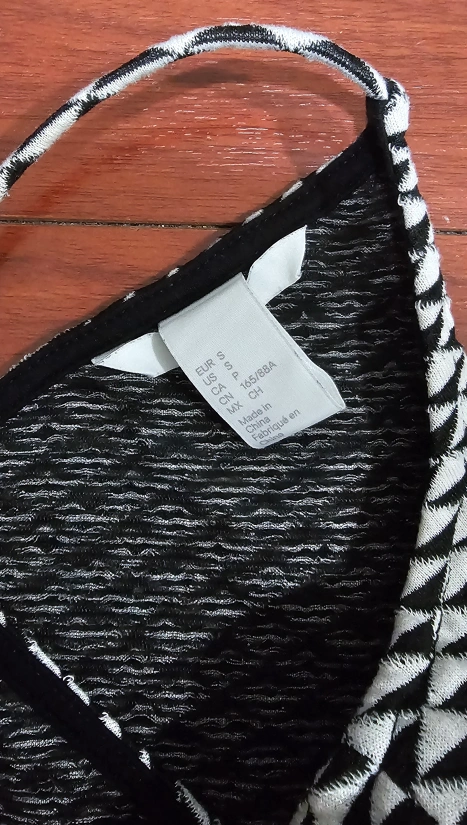 EUR S
US S
CA P
CN 165/88A
MX CH
Made in
China
Fabriqué en